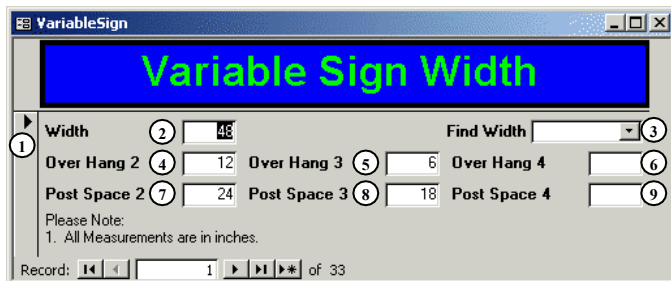 VariableSign
Variable Sign Width
Width 2 48 Find Width 3
1
Over Hang 2 4 12 Over Hang 3 5 6 Over Hang 4 6
Post Space 2 7 24 Post Space 3 8 18 Post Space 4 9
Please Note:
1. All Measurements are in inches.
Record: 1 of 33